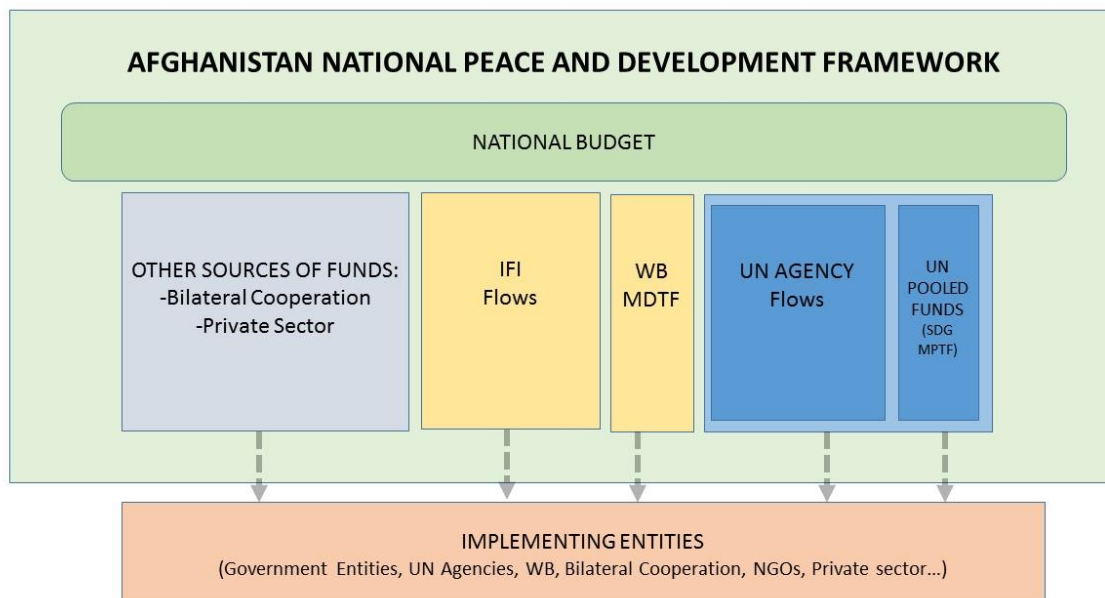 AFGHANISTAN NATIONAL PEACE AND DEVELOPMENT FRAMEWORK
NATIONAL BUDGET
OTHER SOURCES OF FUNDS:
-Bilateral Cooperation
-Private Sector
IFI
Flows
WB
MDTF
UN AGENCY
Flows
UN
POOLED
FUNDS
(SDG
MPTF)
IMPLEMENTING ENTITIES
(Government Entities, UN Agencies, WB, Bilateral Cooperation, NGOs, Private sector...)